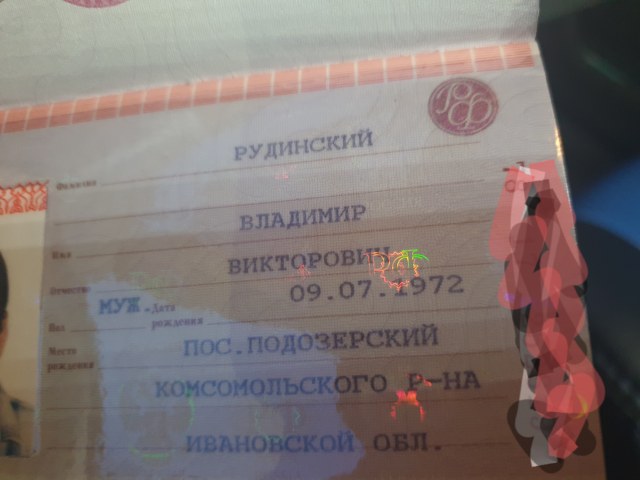 РУДИНСКИЙ
Фамилия
ВЛАДИМИР
Имя
ВИКТОРОВИЧ
Отчество
МУЖ. Дата рождения 09.07.1972
Пол
Место рождения ПОС.ПОДОЗЕРСКИЙ
КОМСОМОЛЬСКОГО Р-НА
ИВАНОВСКОЙ ОБЛ.